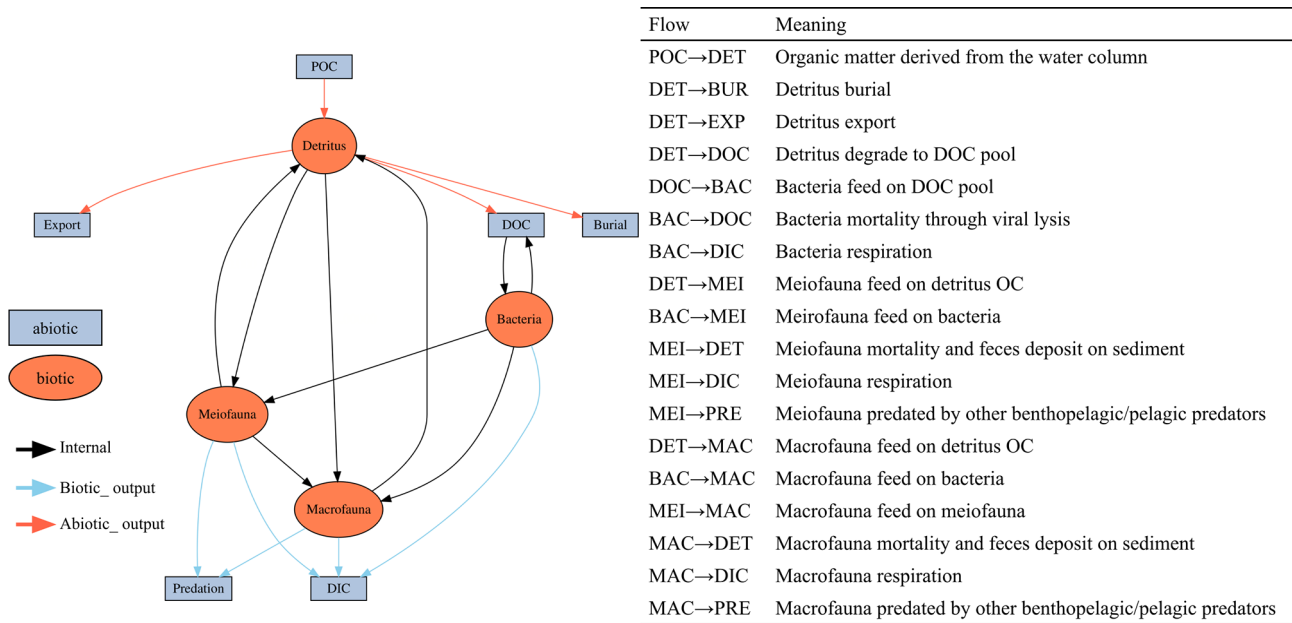 POC
Detritus
Export
DOC
Burial
abiotic
Bacteria
biotic
Meiofauna
Internal
Biotic_ output
Macrofauna
Abiotic_ output
Predation
DIC
Flow Meaning
POC→DET Organic matter derived from the water column
DET→BUR Detritus burial
DET→EXP Detritus export
DET→DOC Detritus degrade to DOC pool
DOC→BAC Bacteria feed on DOC pool
BAC→DOC Bacteria mortality through viral lysis
BAC→DIC Bacteria respiration
DET→MEI Meiofauna feed on detritus OC
BAC→MEI Meirofauna feed on bacteria
MEI→DET Meiofauna mortality and feces deposit on sediment
MEI→DIC Meiofauna respiration
MEI→PRE Meiofauna predated by other benthopelagic/pelagic predators
DET→MAC Macrofauna feed on detritus OC
BAC→MAC Macrofauna feed on bacteria
MEI→MAC Macrofauna feed on meiofauna
MAC→DET Macrofauna mortality and feces deposit on sediment
MAC→DIC Macrofauna respiration
MAC→PRE Macrofauna predated by other benthopelagic/pelagic predators